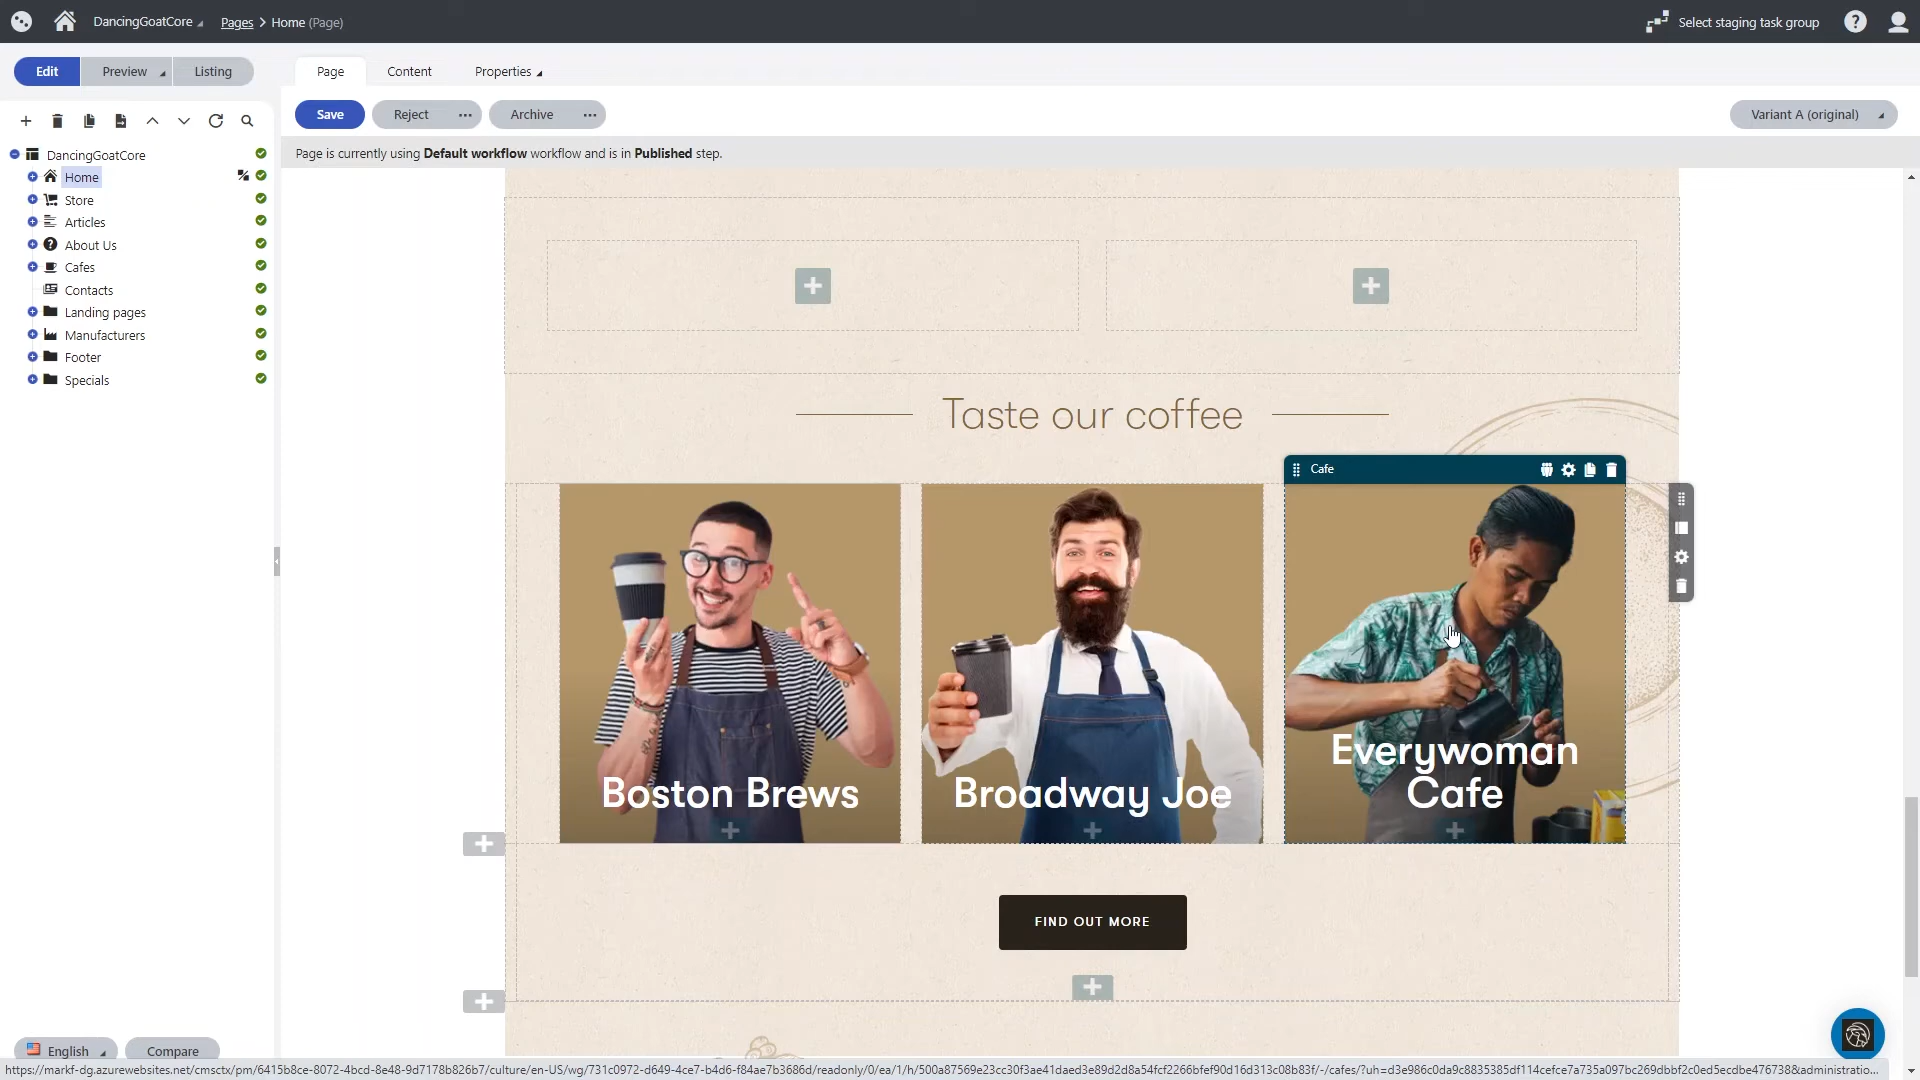 DancingGoatCore Pages > Home (Page) Select staging task group ?
Edit Preview Listing Page Content Properties
Save Reject ... Archive ... Variant A (original)
Page is currently using Default workflow workflow and is in Published step.
DancingGoatCore
Home
Store
Articles
About Us
Cafes
Contacts
Landing pages
Manufacturers
Footer
Specials
Taste our coffee
Cafe
Boston Brews
Broadway Joe
Everywoman
Cafe
FIND OUT MORE
English Compare